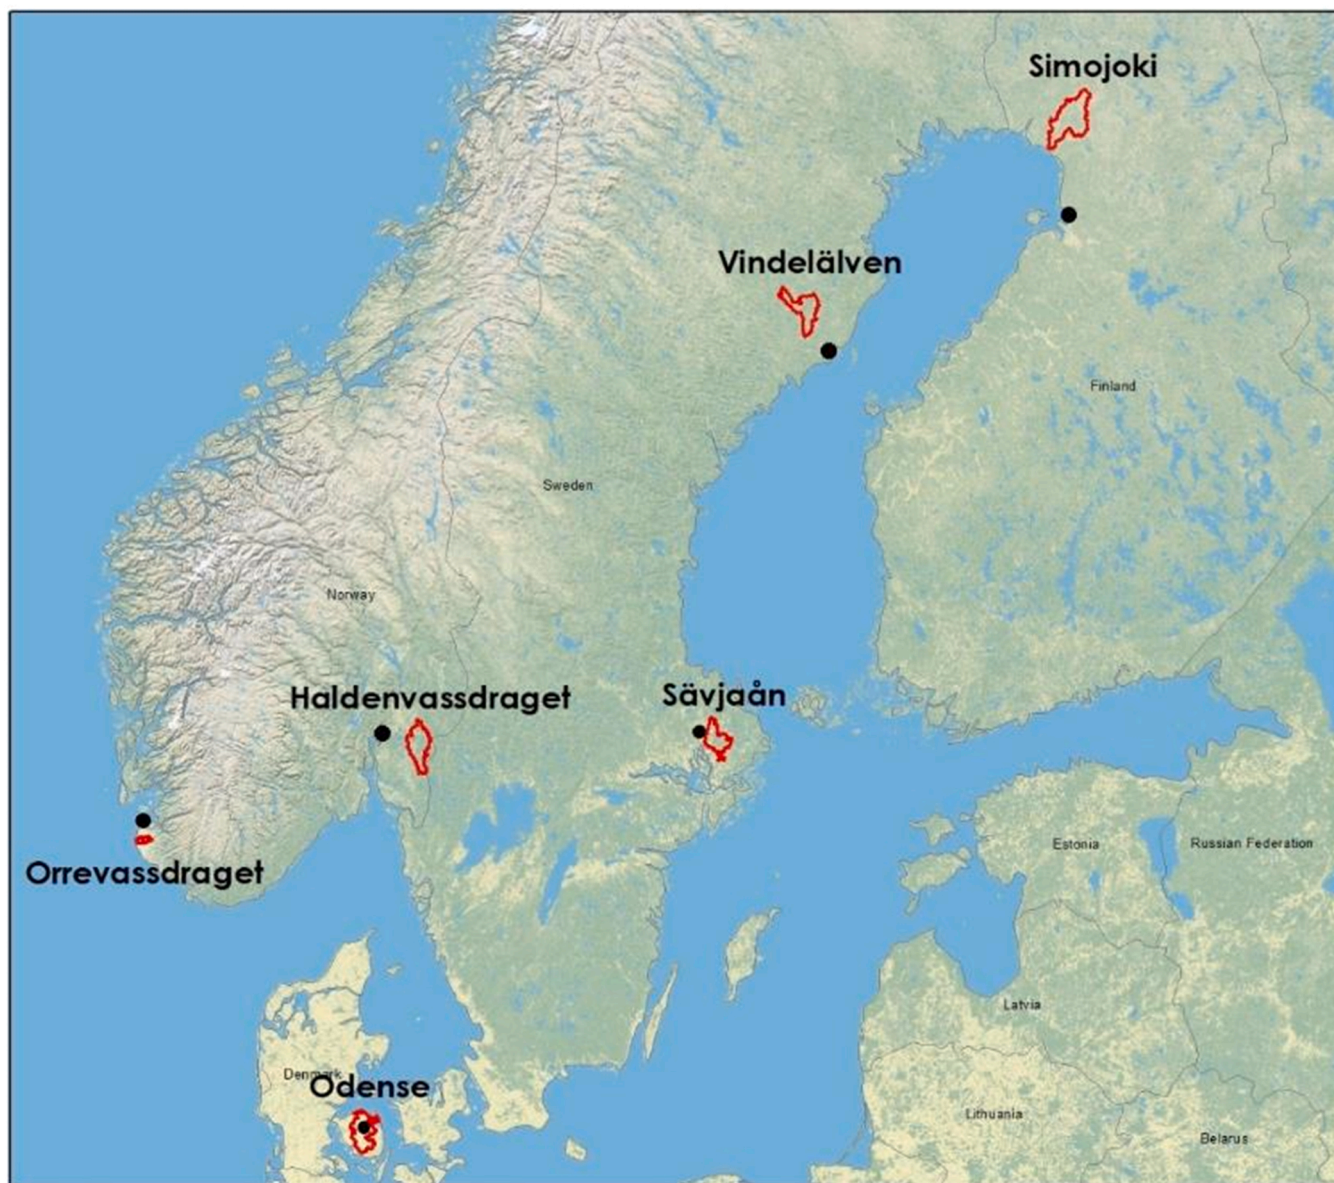 Simojoki
Vindelälven
Finland
Sweden
Norway
Haldenvassdraget
Sävjaån
Estonia
Russian Federation
Orrevassdraget
Latvia
Denmark
Odense
Lithuania
Belarus